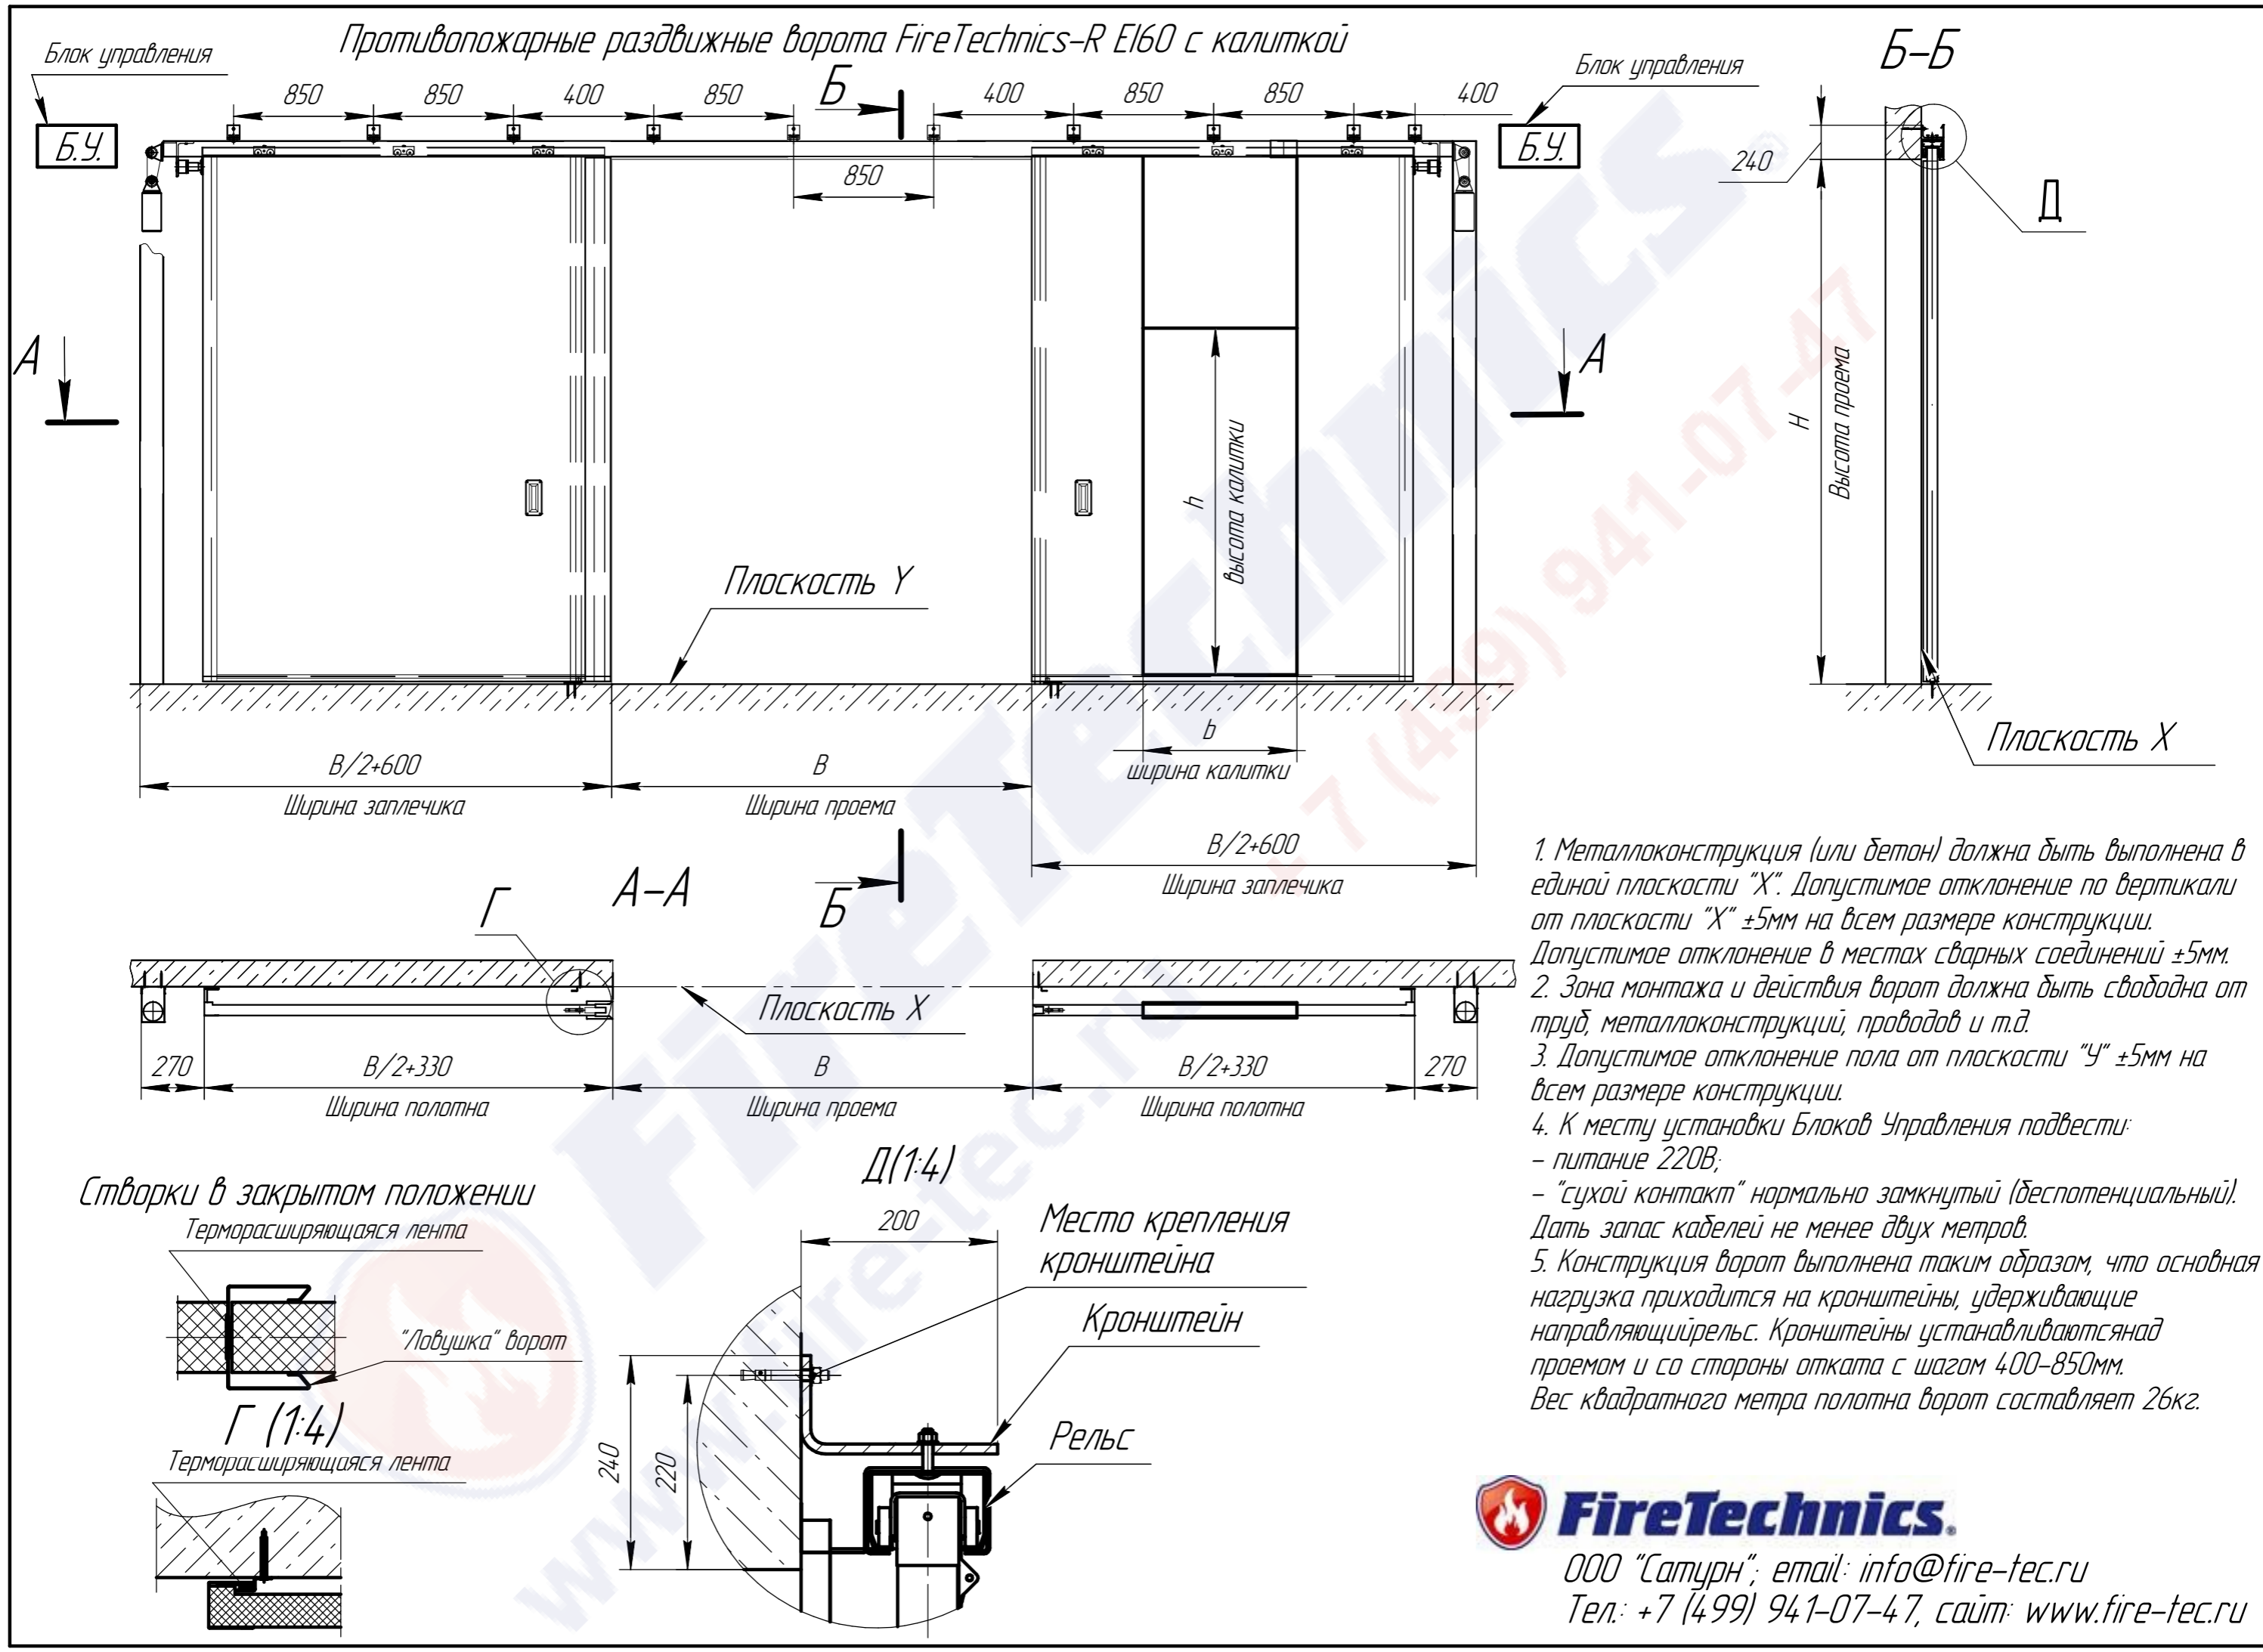 Противопожарные раздвижные ворота FireTechnics-R EI60 с калиткой
Б-Б
Блок управления
Блок управления
Б
850
850
400
850
400
850
850
400
Б.У.
Б.У.
240
850
Д
А
А
h
высота калитки
H
Высота проема
Плоскость Y
Плоскость X
b
ширина калитки
B/2+600
Ширина заплечика
B
Ширина проема
B/2+600
Ширина заплечика
Г
А-А
Б
Плоскость X
270
B/2+330
Ширина полотна
B
Ширина проема
B/2+330
Ширина полотна
270
1. Металлоконструкция (или бетон) должна быть выполнена в
единой плоскости "X". Допустимое отклонение по вертикали
от плоскости "X" ±5мм на всем размере конструкции.
Допустимое отклонение в местах сварных соединений ±5мм.
2. Зона монтажа и действия ворот должна быть свободна от
труб, металлоконструкций, проводов и т.д.
3. Допустимое отклонение пола от плоскости "У" ±5мм на
всем размере конструкции.
4. К месту установки Блоков Управления подвести:
- питание 220В;
- "сухой контакт" нормально замкнутый (беспотенциальный).
Дать запас кабелей не менее двух метров.
5. Конструкция ворот выполнена таким образом, что основная
нагрузка приходится на кронштейны, удерживающие
направляющийрельс. Кронштейны устанавливаютсянад
проемом и со стороны отката с шагом 400-850мм.
Вес квадратного метра полотна ворот составляет 26кг.
Створки в закрытом положении
Терморасширяющаяся лента
"Ловушка" ворот
Г (1:4)
Терморасширяющаяся лента
Д(1:4)
200
Место крепления
кронштейна
Кронштейн
Рельс
240
220
FireTechnics®
ООО "Сатурн"; email: info@fire-tec.ru
Тел.: +7 (499) 941-07-47, сайт: www.fire-tec.ru
FireTechnics®
www.fire-tec.ru
+ 7 (499) 941-07-47